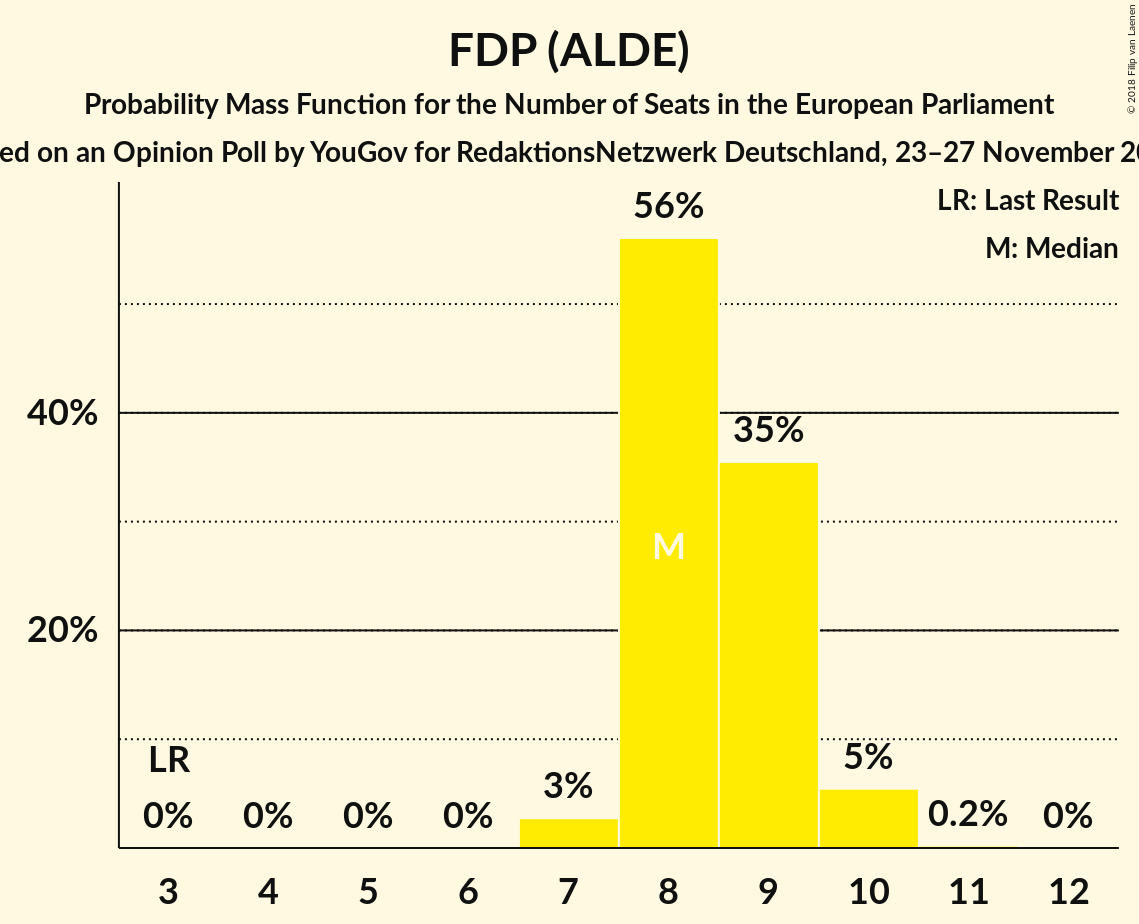 FDP (ALDE)
Probability Mass Function for the Number of Seats in the European Parliament
on an Opinion Poll by YouGov for RedaktionsNetzwerk Deutschland, 23–27 November
© 2018 Filip van Laenen
LR: Last Result
M: Median
56%
40%
35%
M
20%
LR
0% 0% 0% 0% 3% 5% 0.2% 0%
3 4 5 6 7 8 9 10 11 12